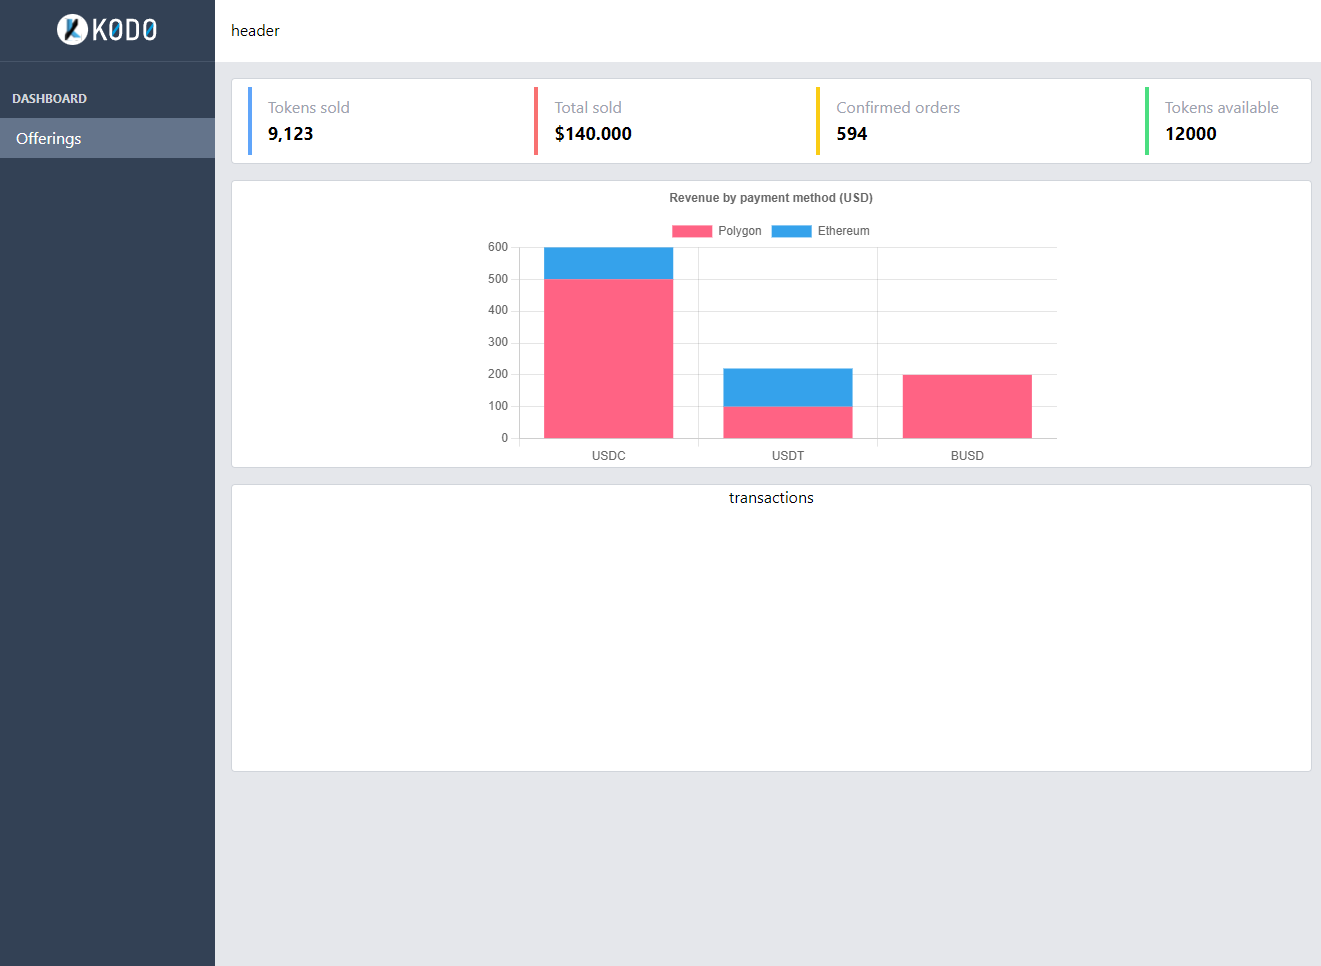 KODO
header
DASHBOARD
Offerings
Tokens sold
9,123
Total sold
$140.000
Confirmed orders
594
Tokens available
12000
Revenue by payment method (USD)
Polygon
Ethereum
600
500
400
300
200
100
0
USDC
USDT
BUSD
transactions